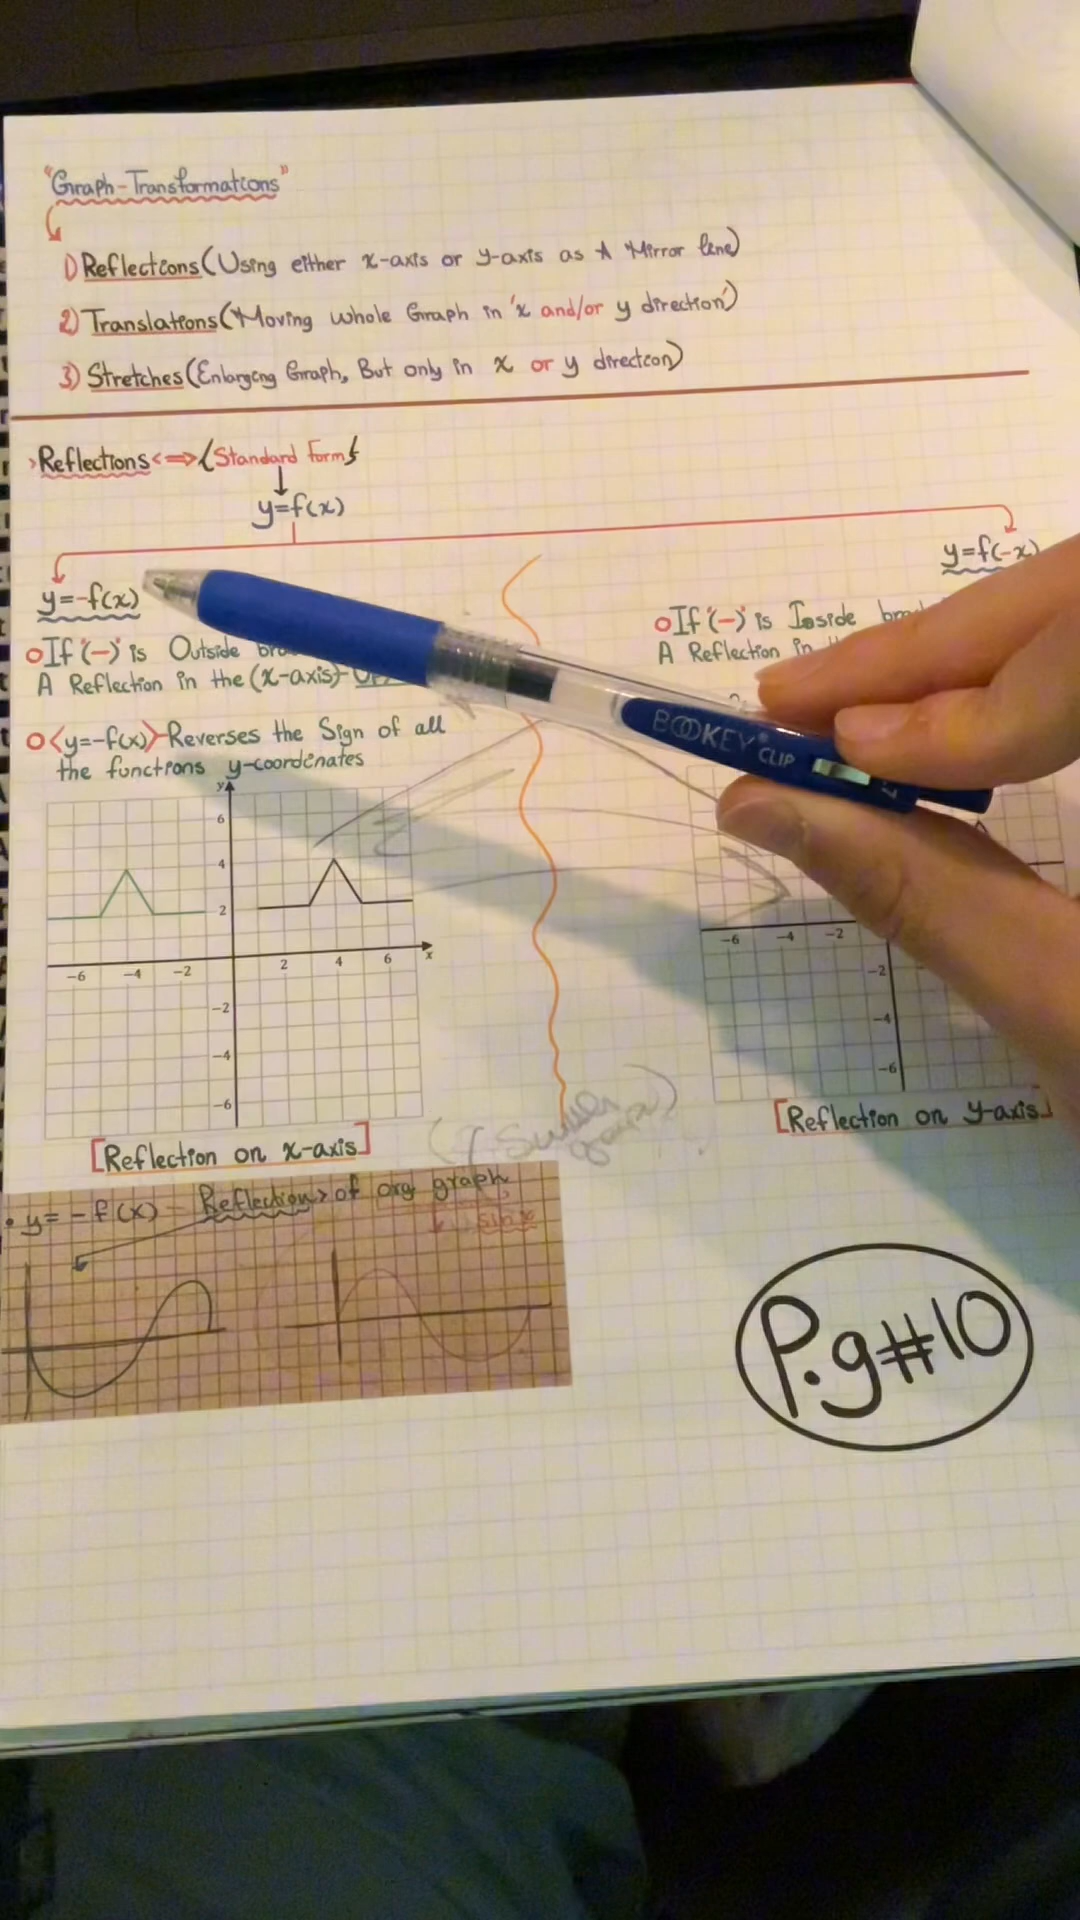 "Graph-Transformations"
1) Reflections (Using either x-axis or y-axis as A Mirror line)
2) Translations (Moving whole Graph in 'x and/or y direction')
3) Stretches (Enlarging Graph, But only in x or y direction)
>Reflections<=>{Standard Form}
y=f(x)
y=-f(x)
If '(-)' is Outside
A Reflection in the (x-axis)
<y=-f(x)>-Reverses the Sign of all
the functions y-coordinates
y
6
4
2
-6 -4 -2 2 4 6 x
-2
-4
-6
[Reflection on x-axis]
y=f(-x)
If '(-)' is Inside
A Reflection in
-6 -4 -2
-2
-4
-6
[Reflection on y-axis]
BOOKEY® CLIP
• y = -f(x) - Reflection> of org graph
sinx
P.g#10